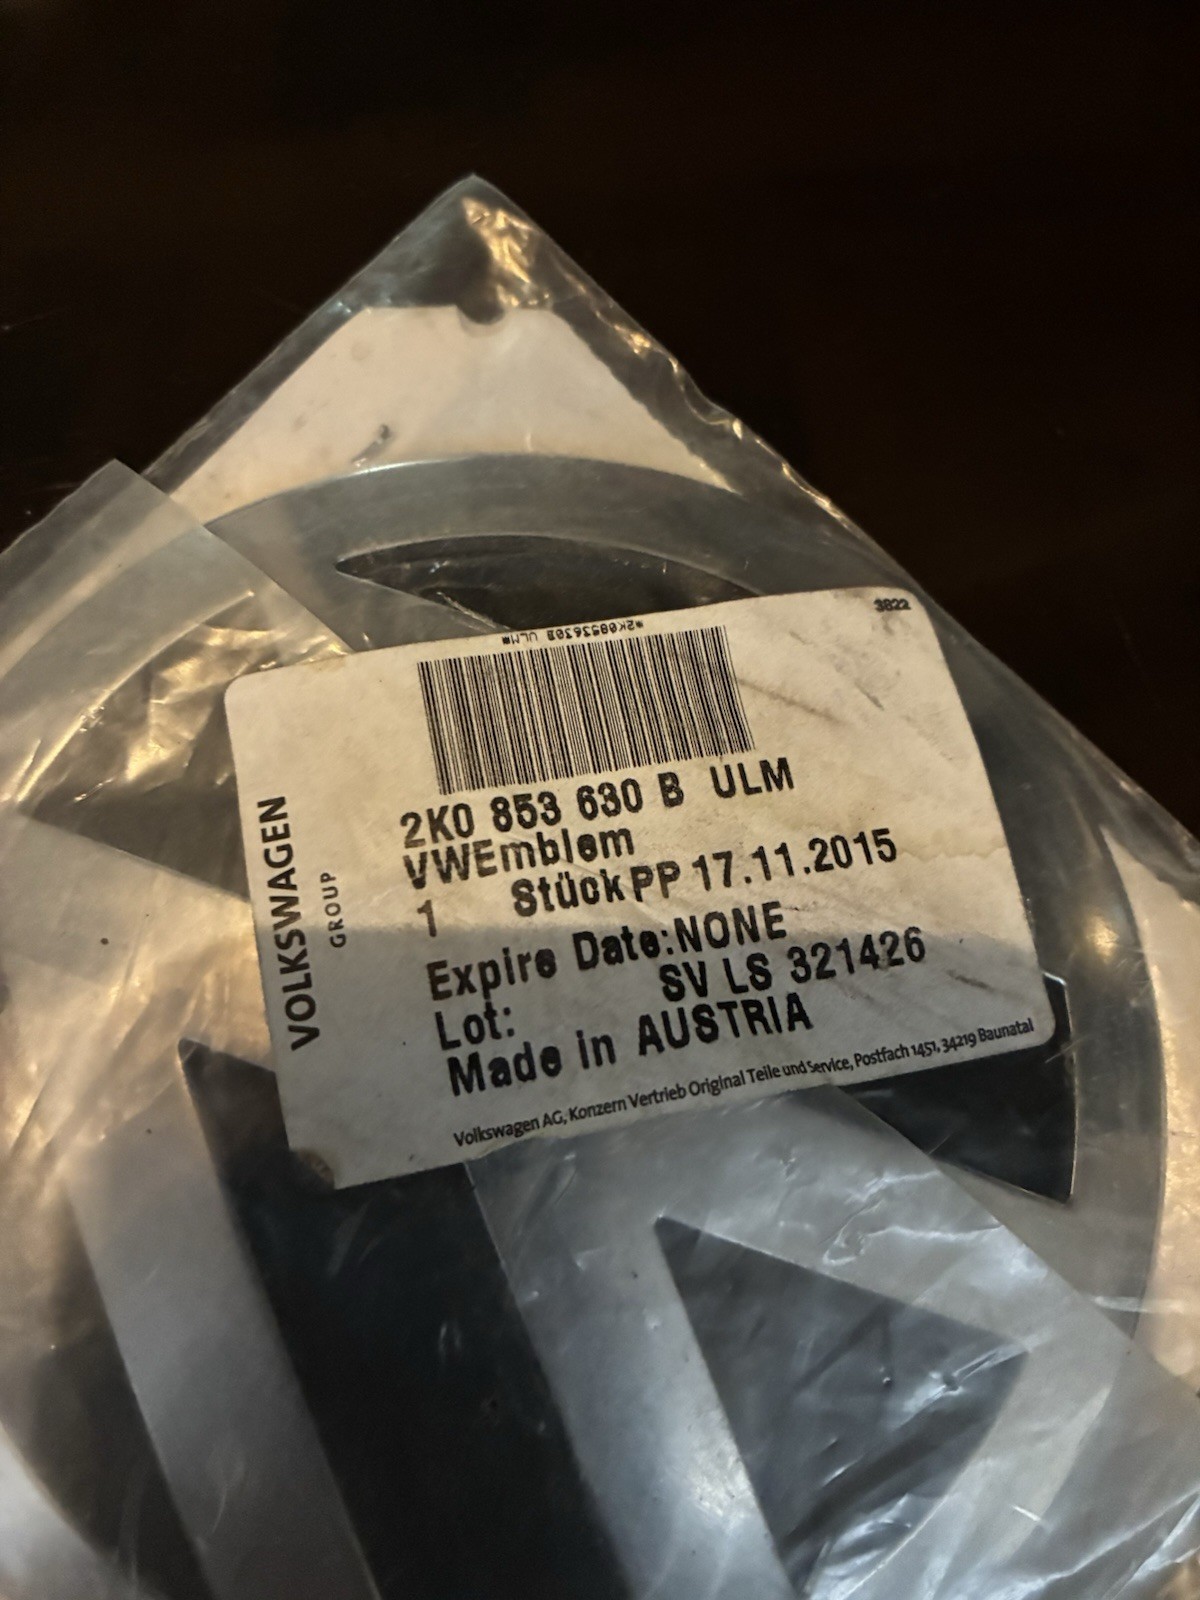 3822
*2K0853630B ULM*
2K0 853 630 B ULM
VWEmblem
1 Stück PP 17.11.2015
Expire Date:NONE
Lot: SV LS 321426
Made in AUSTRIA
Volkswagen AG, Konzern Vertrieb Original Teile und Service, Postfach 1451, 34219 Baunatal
VOLKSWAGEN
GROUP